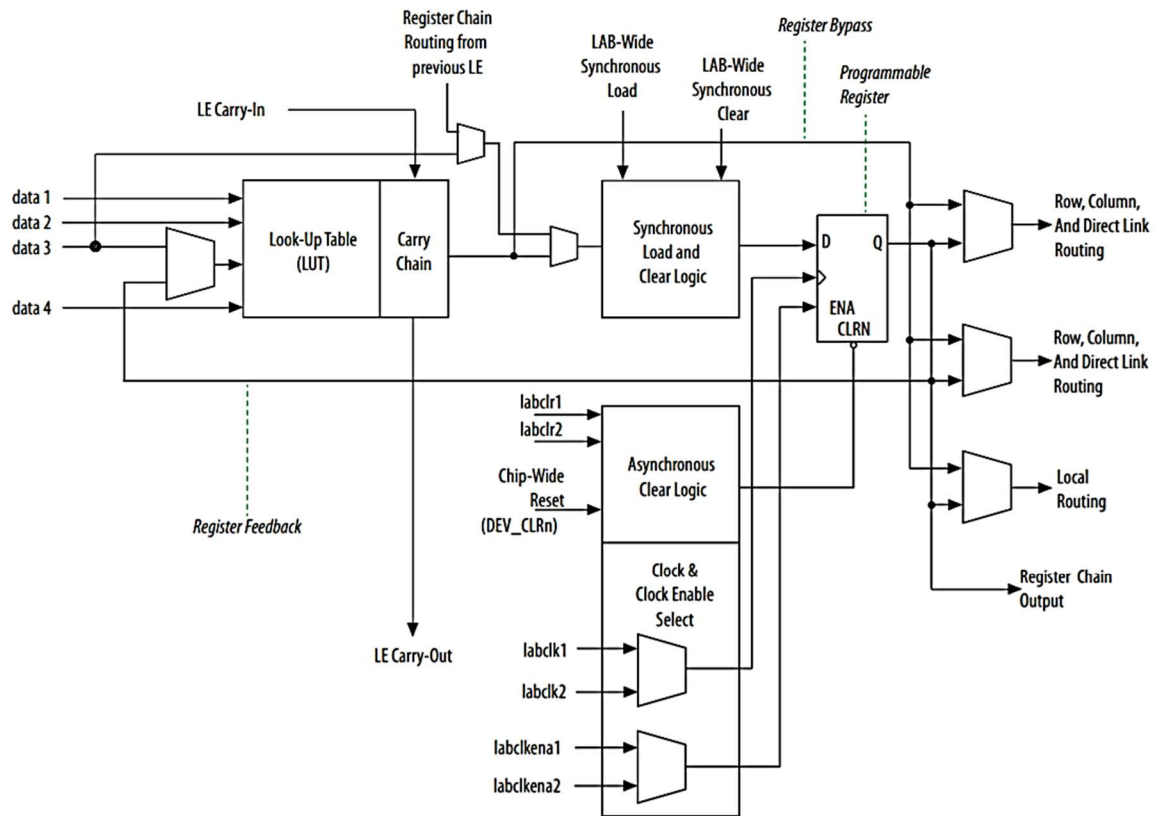 Register Chain
Routing from
previous LE
LAB-Wide
Synchronous
Load
LAB-Wide
Synchronous
Clear
Register Bypass
Programmable
Register
LE Carry-In
data 1
data 2
data 3
data 4
Look-Up Table
(LUT)
Carry
Chain
Synchronous
Load and
Clear Logic
D
Q
ENA
CLRN
Row, Column,
And Direct Link
Routing
Row, Column,
And Direct Link
Routing
Local
Routing
Register Chain
Output
labclr1
labclr2
Chip-Wide
Reset
(DEV_CLRn)
Asynchronous
Clear Logic
Register Feedback
Clock &
Clock Enable
Select
labclk1
labclk2
labclkena1
labclkena2
LE Carry-Out